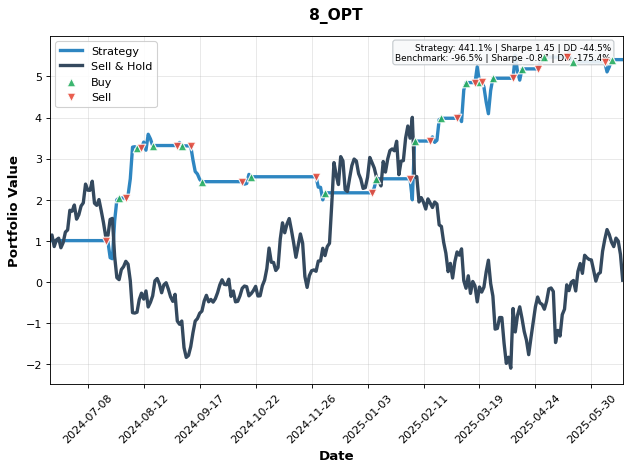 8_OPT
Strategy: 441.1% | Sharpe 1.45 | DD -44.5%
Benchmark: -96.5% | Sharpe | DD -175.4%
Strategy
Sell & Hold
Buy
Sell
Portfolio Value
5
4
3
2
1
0
−1
−2
2024-07-08
2024-08-12
2024-09-17
2024-10-22
2024-11-26
2025-01-03
2025-02-11
2025-03-19
2025-04-24
2025-05-30
Date